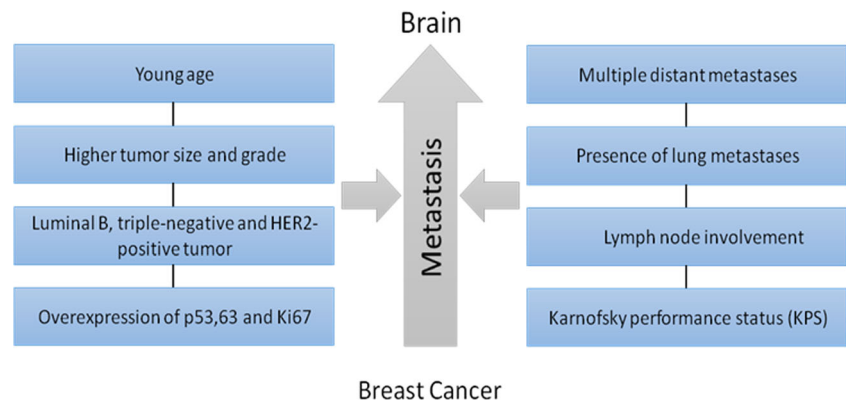 Brain
Young age
Higher tumor size and grade
Luminal B, triple-negative and HER2-
positive tumor
Overexpression of p53,63 and Ki67
Metastasis
Multiple distant metastases
Presence of lung metastases
Lymph node involvement
Karnofsky performance status (KPS)
Breast Cancer